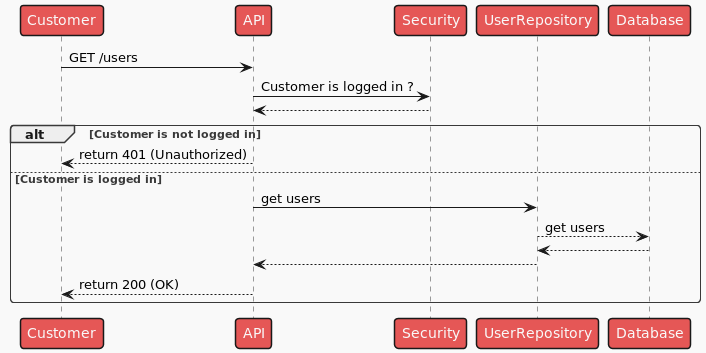 Customer API Security UserRepository Database
GET /users
Customer is logged in ?
alt [Customer is not logged in]
return 401 (Unauthorized)
[Customer is logged in]
get users
get users
return 200 (OK)
Customer API Security UserRepository Database